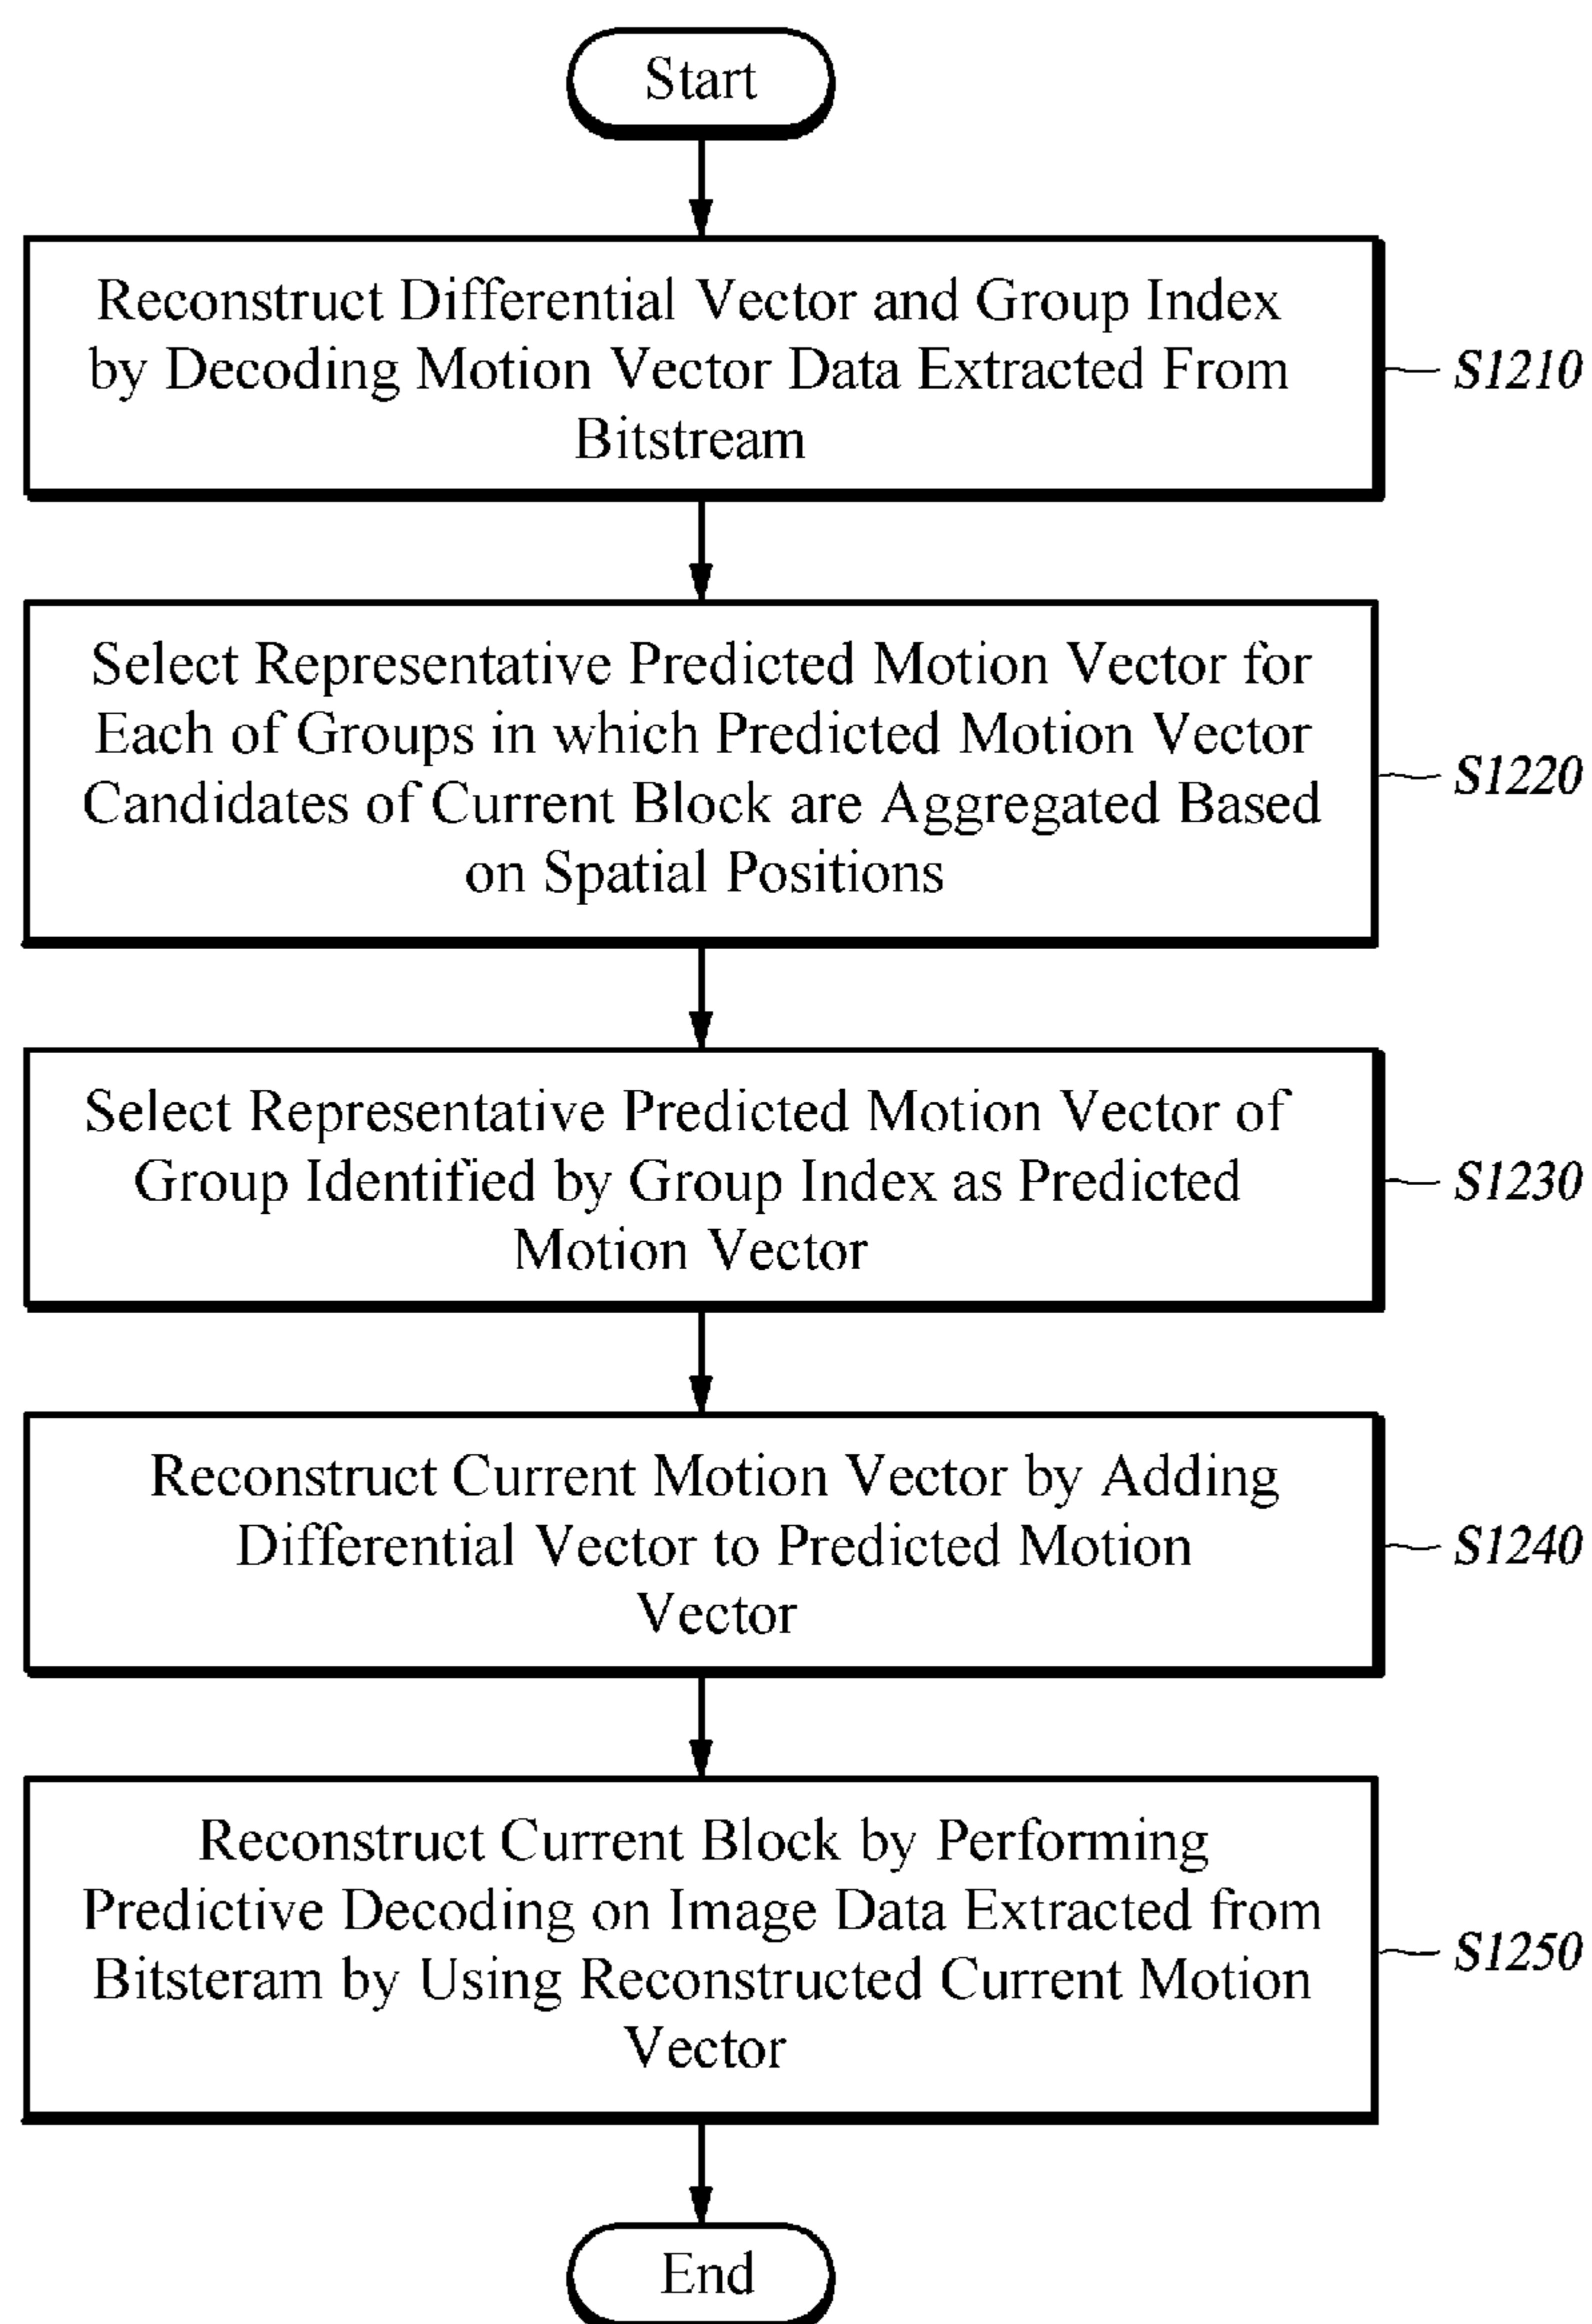 Start
Reconstruct Differential Vector and Group Index
by Decoding Motion Vector Data Extracted From
Bitstream
S1210
Select Representative Predicted Motion Vector for
Each of Groups in which Predicted Motion Vector
Candidates of Current Block are Aggregated Based
on Spatial Positions
S1220
Select Representative Predicted Motion Vector of
Group Identified by Group Index as Predicted
Motion Vector
S1230
Reconstruct Current Motion Vector by Adding
Differential Vector to Predicted Motion
Vector
S1240
Reconstruct Current Block by Performing
Predictive Decoding on Image Data Extracted from
Bitsteram by Using Reconstructed Current Motion
Vector
S1250
End